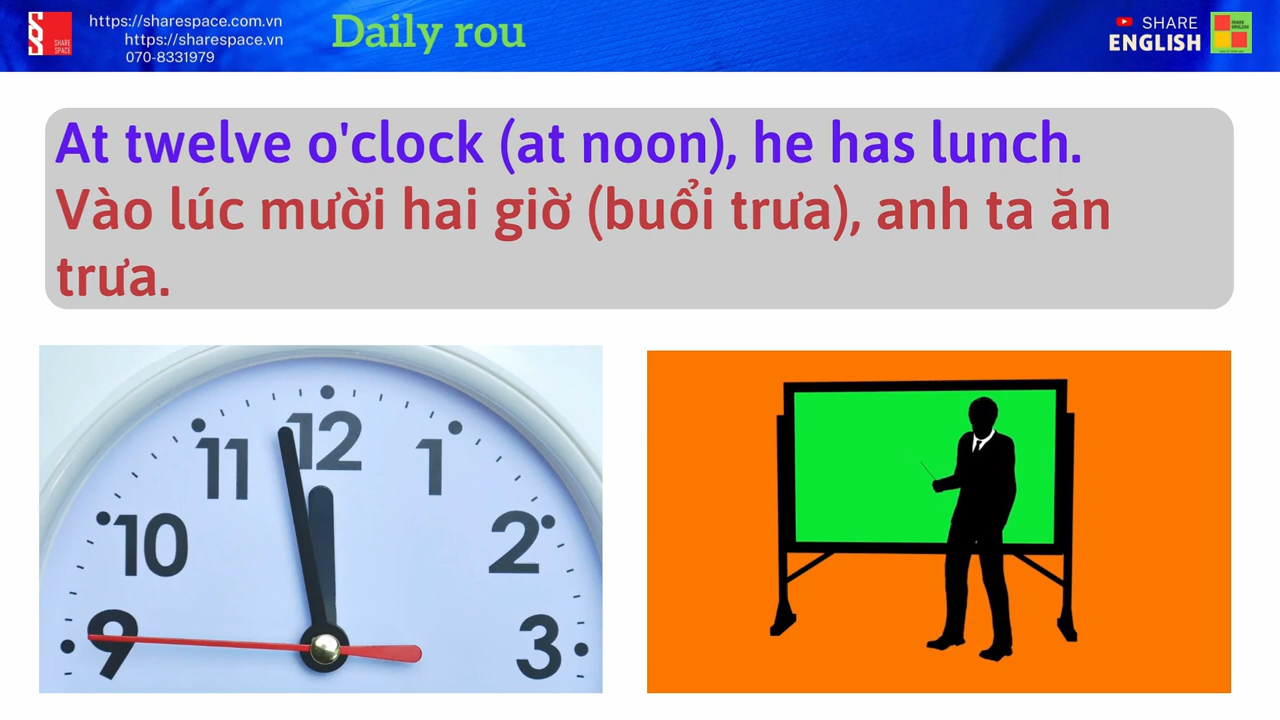 https://sharespace.com.vn
https://sharespace.vn
070-8331979
SHARE
SPACE
Daily rou
SHARE
ENGLISH
At twelve o'clock (at noon), he has lunch.
Vào lúc mười hai giờ (buổi trưa), anh ta ăn
trưa.
11 12 1
10 2
9 3